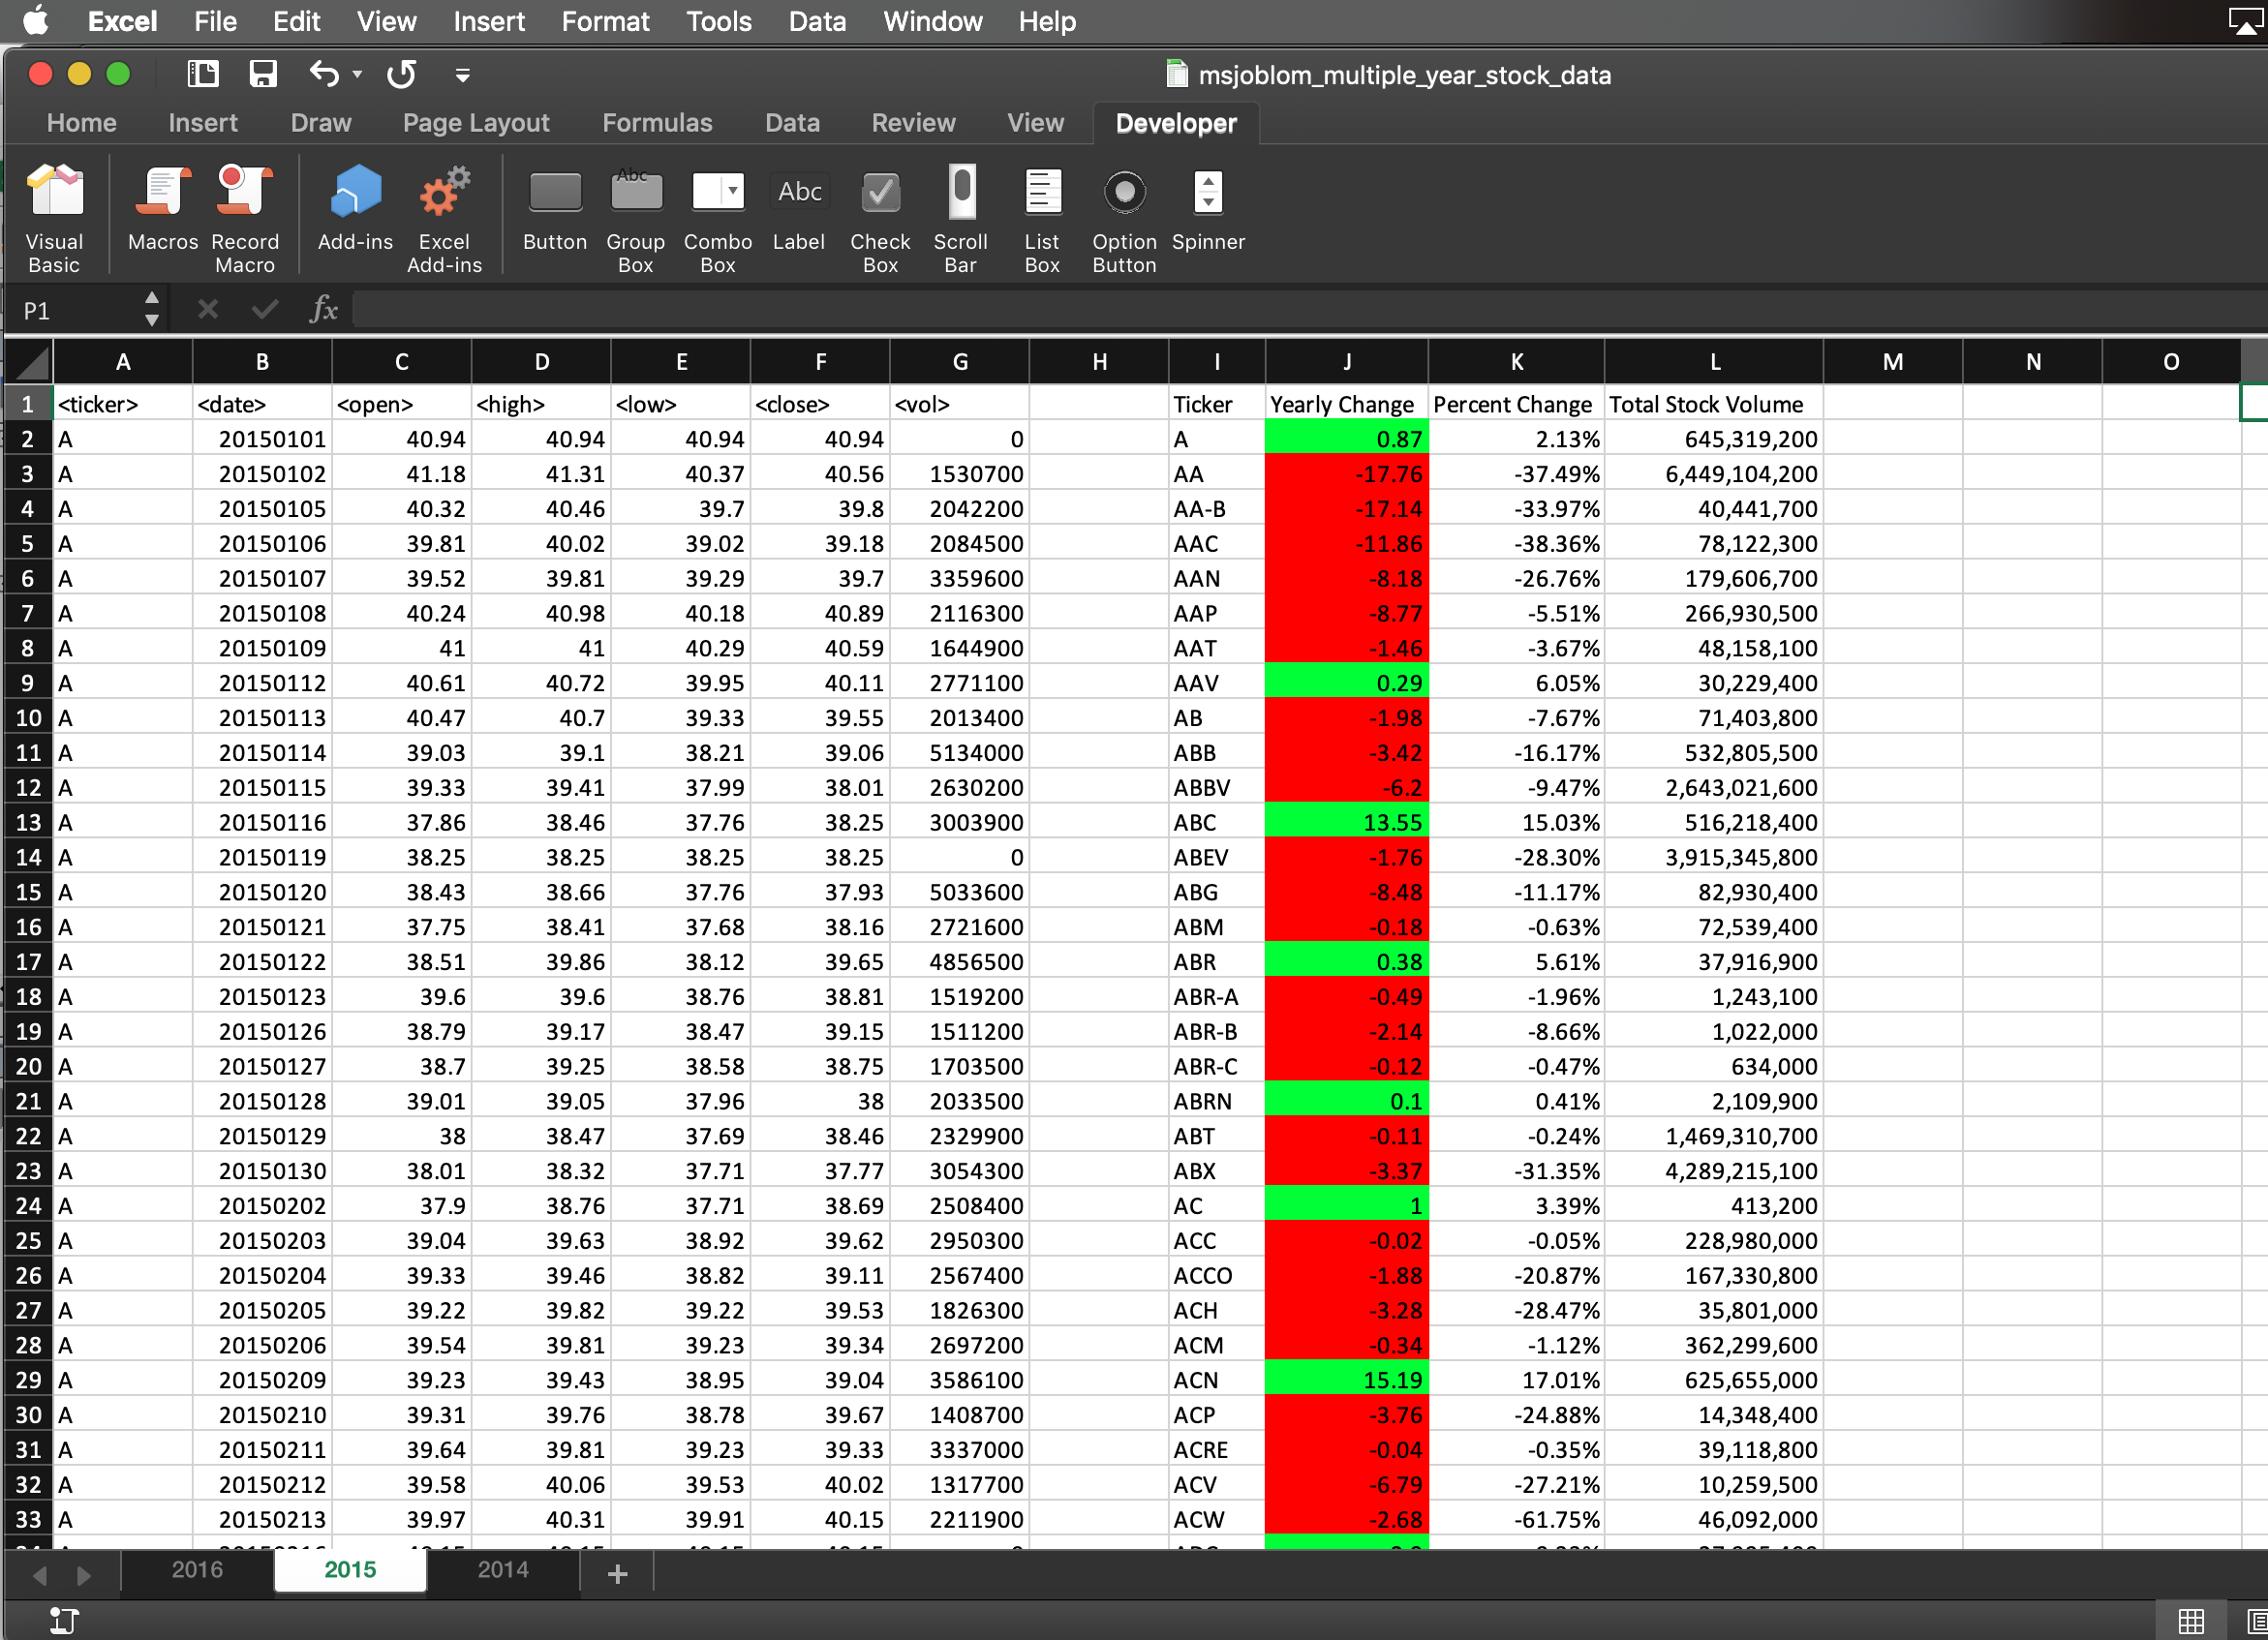 Excel File Edit View Insert Format Tools Data Window Help
msjoblom_multiple_year_stock_data
Home Insert Draw Page Layout Formulas Data Review View Developer
Abc Abc
Visual Basic Macros Record Macro Add-ins Excel Add-ins Button Group Box Combo Box Label Check Box Scroll Bar List Box Option Button Spinner
P1 fx
A B C D E F G H I J K L M N O
1 <ticker> <date> <open> <high> <low> <close> <vol> Ticker Yearly Change Percent Change Total Stock Volume
2 A 20150101 40.94 40.94 40.94 40.94 0 A 0.87 2.13% 645,319,200
3 A 20150102 41.18 41.31 40.37 40.56 1530700 AA -17.76 -37.49% 6,449,104,200
4 A 20150105 40.32 40.46 39.7 39.8 2042200 AA-B -17.14 -33.97% 40,441,700
5 A 20150106 39.81 40.02 39.02 39.18 2084500 AAC -11.86 -38.36% 78,122,300
6 A 20150107 39.52 39.81 39.29 39.7 3359600 AAN -8.18 -26.76% 179,606,700
7 A 20150108 40.24 40.98 40.18 40.89 2116300 AAP -8.77 -5.51% 266,930,500
8 A 20150109 41 41 40.29 40.59 1644900 AAT -1.46 -3.67% 48,158,100
9 A 20150112 40.61 40.72 39.95 40.11 2771100 AAV 0.29 6.05% 30,229,400
10 A 20150113 40.47 40.7 39.33 39.55 2013400 AB -1.98 -7.67% 71,403,800
11 A 20150114 39.03 39.1 38.21 39.06 5134000 ABB -3.42 -16.17% 532,805,500
12 A 20150115 39.33 39.41 37.99 38.01 2630200 ABBV -6.2 -9.47% 2,643,021,600
13 A 20150116 37.86 38.46 37.76 38.25 3003900 ABC 13.55 15.03% 516,218,400
14 A 20150119 38.25 38.25 38.25 38.25 0 ABEV -1.76 -28.30% 3,915,345,800
15 A 20150120 38.43 38.66 37.76 37.93 5033600 ABG -8.48 -11.17% 82,930,400
16 A 20150121 37.75 38.41 37.68 38.16 2721600 ABM -0.18 -0.63% 72,539,400
17 A 20150122 38.51 39.86 38.12 39.65 4856500 ABR 0.38 5.61% 37,916,900
18 A 20150123 39.6 39.6 38.76 38.81 1519200 ABR-A -0.49 -1.96% 1,243,100
19 A 20150126 38.79 39.17 38.47 39.15 1511200 ABR-B -2.14 -8.66% 1,022,000
20 A 20150127 38.7 39.25 38.58 38.75 1703500 ABR-C -0.12 -0.47% 634,000
21 A 20150128 39.01 39.05 37.96 38 2033500 ABRN 0.1 0.41% 2,109,900
22 A 20150129 38 38.47 37.69 38.46 2329900 ABT -0.11 -0.24% 1,469,310,700
23 A 20150130 38.01 38.32 37.71 37.77 3054300 ABX -3.37 -31.35% 4,289,215,100
24 A 20150202 37.9 38.76 37.71 38.69 2508400 AC 1 3.39% 413,200
25 A 20150203 39.04 39.63 38.92 39.62 2950300 ACC -0.02 -0.05% 228,980,000
26 A 20150204 39.33 39.46 38.82 39.11 2567400 ACCO -1.88 -20.87% 167,330,800
27 A 20150205 39.22 39.82 39.22 39.53 1826300 ACH -3.28 -28.47% 35,801,000
28 A 20150206 39.54 39.81 39.23 39.34 2697200 ACM -0.34 -1.12% 362,299,600
29 A 20150209 39.23 39.43 38.95 39.04 3586100 ACN 15.19 17.01% 625,655,000
30 A 20150210 39.31 39.76 38.78 39.67 1408700 ACP -3.76 -24.88% 14,348,400
31 A 20150211 39.64 39.81 39.23 39.33 3337000 ACRE -0.04 -0.35% 39,118,800
32 A 20150212 39.58 40.06 39.53 40.02 1317700 ACV -6.79 -27.21% 10,259,500
33 A 20150213 39.97 40.31 39.91 40.15 2211900 ACW -2.68 -61.75% 46,092,000
2016 2015 2014 +